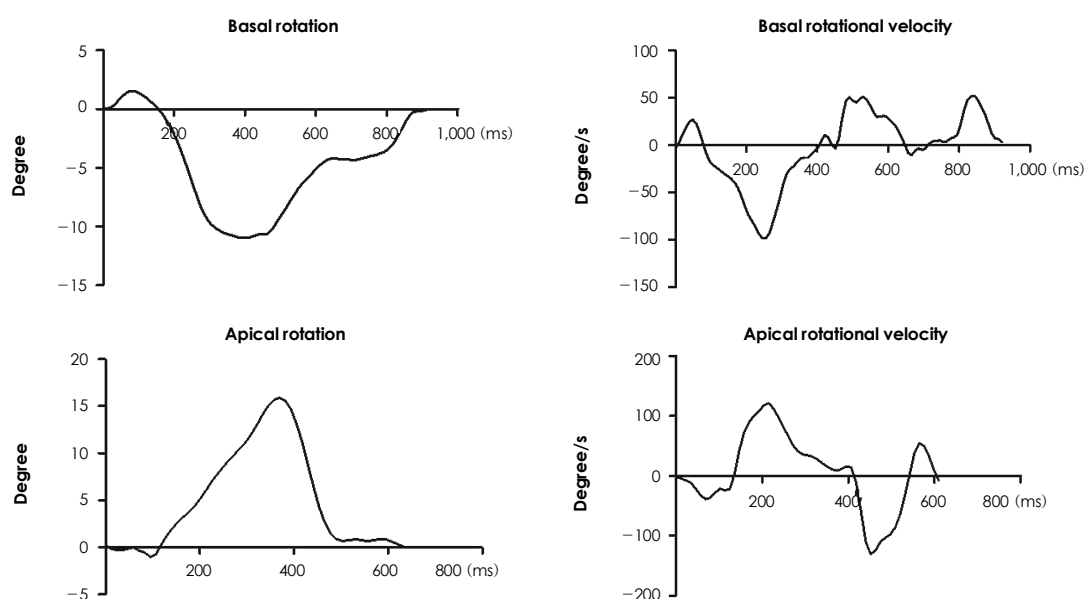 Basal rotation
5
0
−5
−10
−15
Degree
200 400 600 800 1,000 (ms)
Basal rotational velocity
100
50
0
−50
−100
−150
Degree/s
200 400 600 800 1,000 (ms)
Apical rotation
20
15
10
5
0
−5
Degree
200 400 600 800 (ms)
Apical rotational velocity
200
100
0
−100
−200
Degree/s
200 400 600 800 (ms)